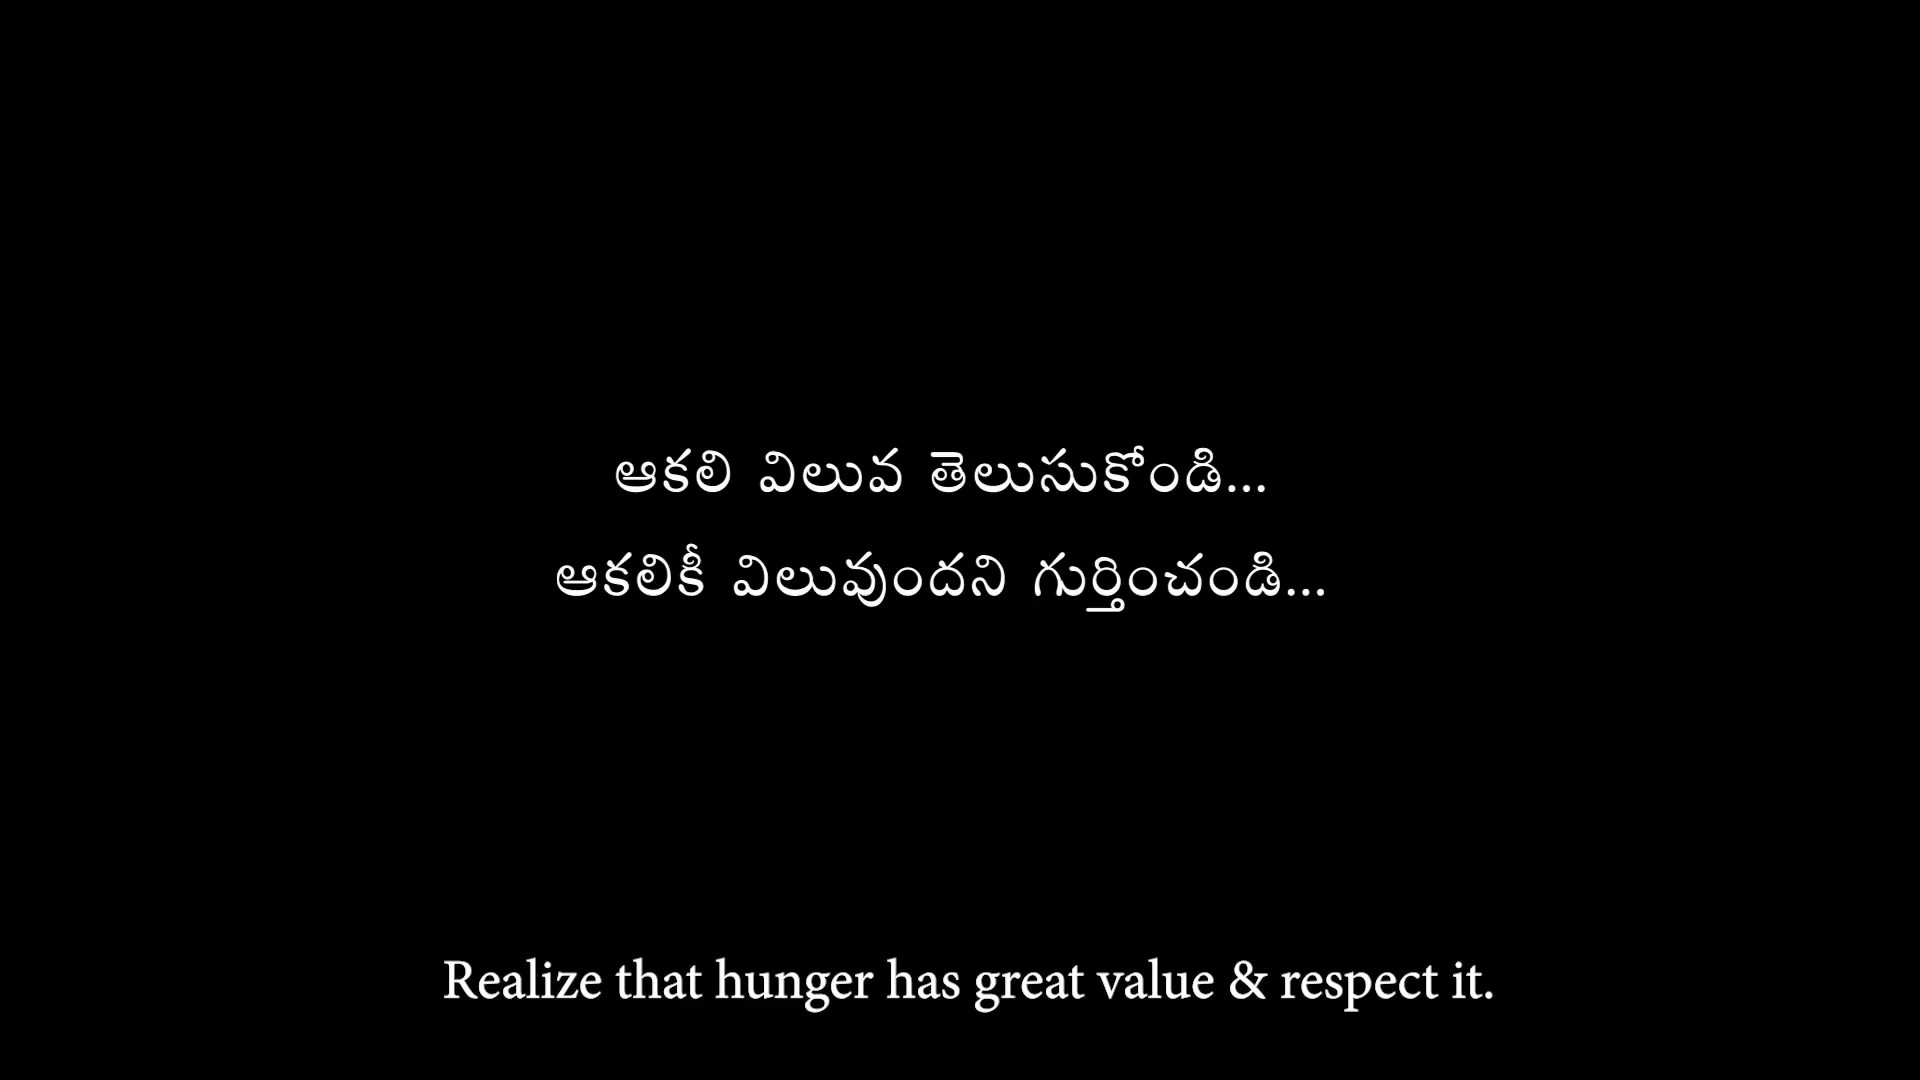 ఆకలి విలువ తెలుసుకోండి...
ఆకలికీ విలువుందని గుర్తించండి...
Realize that hunger has great value & respect it.